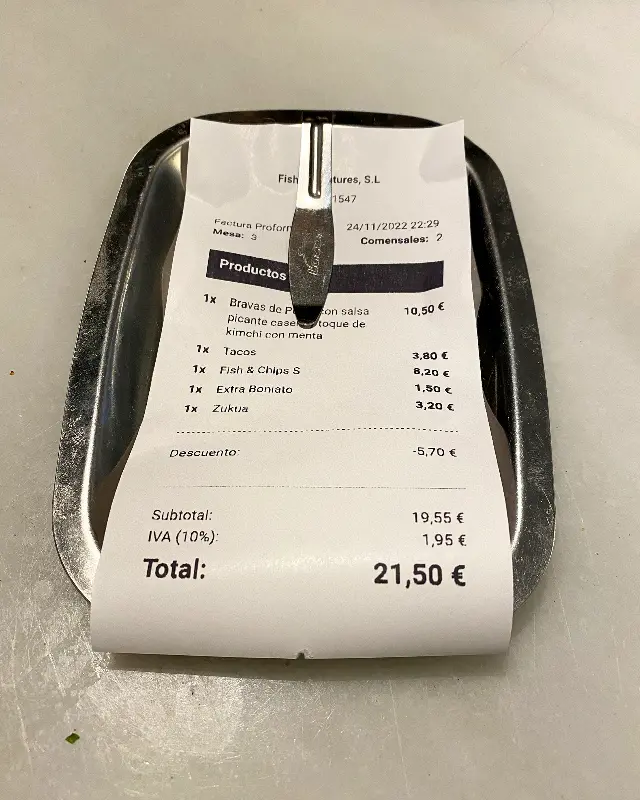 Fish tures, S.L
1547
Factura Profor 24/11/2022 22:29
Mesa: 3 Comensales: 2
Productos
1x Bravas de P con salsa 10,50 €
picante case toque de
kimchi con menta
1x Tacos 3,80 €
1x Fish & Chips S 8,20 €
1x Extra Boniato 1,50 €
1x Zukua 3,20 €
Descuento: -5,70 €
Subtotal: 19,55 €
IVA (10%): 1,95 €
Total: 21,50 €